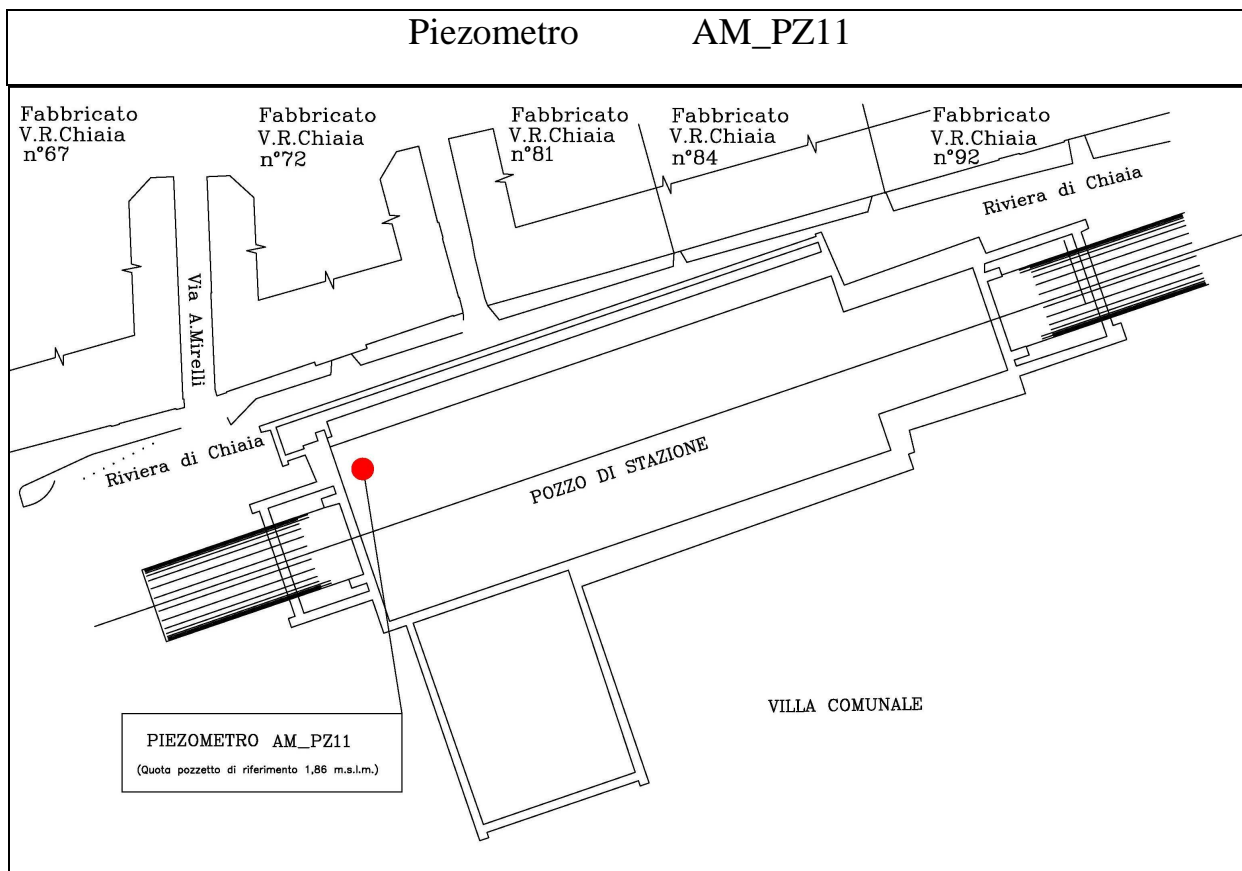 Piezometro AM_PZ11
Fabbricato
V.R.Chiaia
n°67
Fabbricato
V.R.Chiaia
n°72
Fabbricato
V.R.Chiaia
n°81
Fabbricato
V.R.Chiaia
n°84
Fabbricato
V.R.Chiaia
n°92
Riviera di Chiaia
Via A.Mirelli
Riviera di Chiaia
POZZO DI STAZIONE
VILLA COMUNALE
PIEZOMETRO AM_PZ11
(Quota pozzetto di riferimento 1,86 m.s.l.m.)